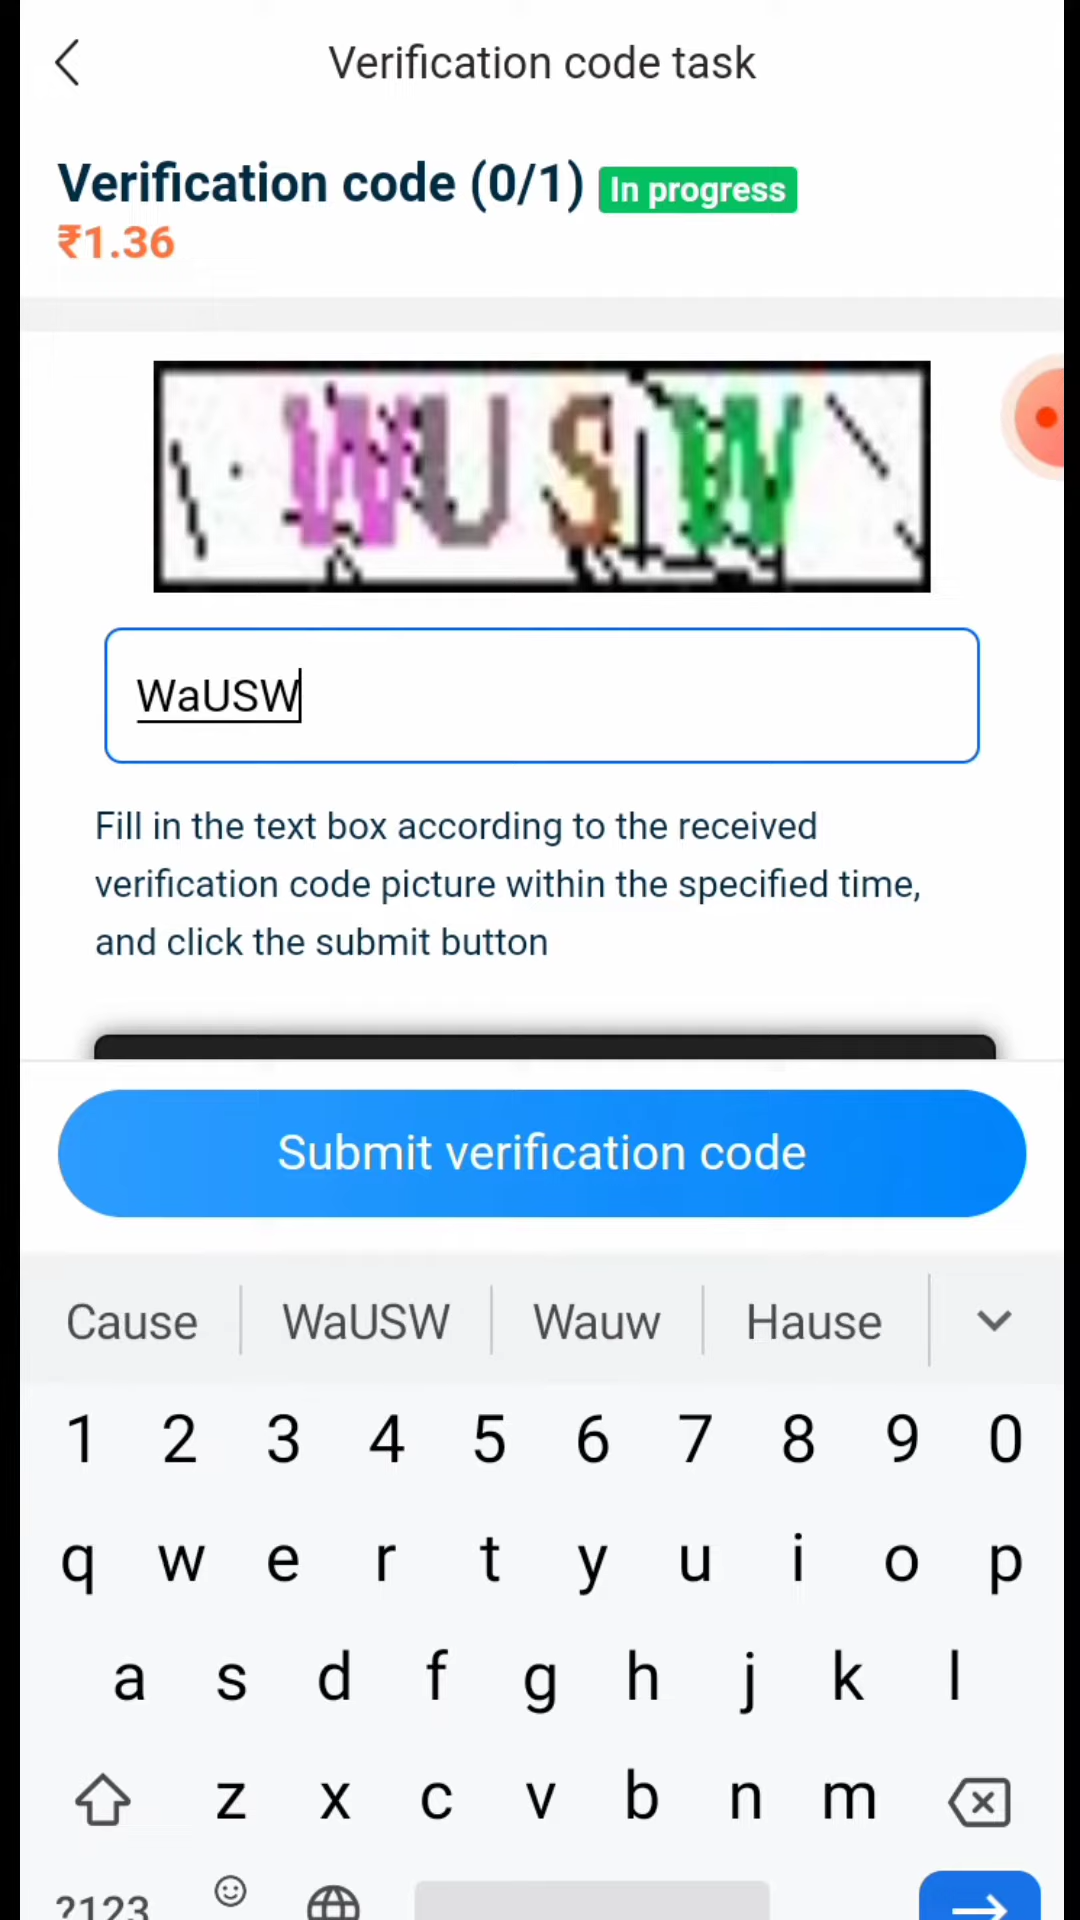 Verification code task
Verification code (0/1) In progress
₹1.36
WUSW
WaUSW
Fill in the text box according to the received
verification code picture within the specified time,
and click the submit button
Submit verification code
Cause WaUSW Wauw Hause
1 2 3 4 5 6 7 8 9 0
q w e r t y u i o p
a s d f g h j k l
z x c v b n m
?123